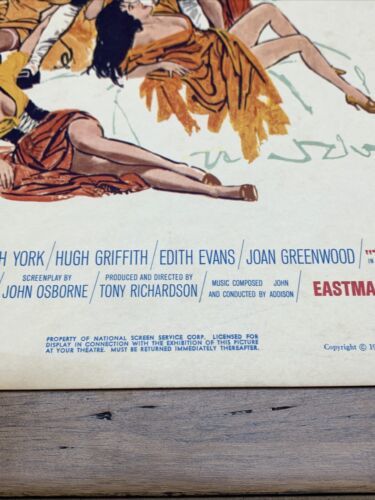 H YORK/HUGH GRIFFITH/EDITH EVANS/JOAN GREENWOOD/"
IN
SCREENPLAY BY
JOHN OSBORNE/
PRODUCED AND DIRECTED BY
TONY RICHARDSON/
MUSIC COMPOSED JOHN
AND CONDUCTED BY ADDISON/
EASTMA
PROPERTY OF NATIONAL SCREEN SERVICE CORP. LICENSED FOR
DISPLAY IN CONNECTION WITH THE EXHIBITION OF THIS PICTURE
AT YOUR THEATRE. MUST BE RETURNED IMMEDIATELY THEREAFTER.
Copyright © 1